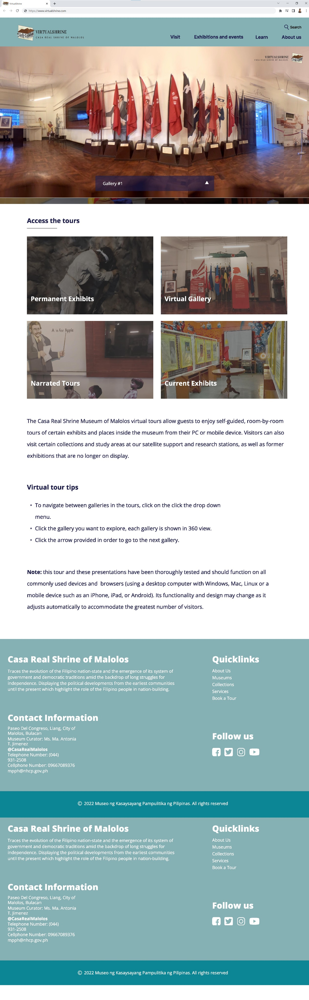 VirtualShrine
https://www.virtualshrine.com
VIRTUALSHRINE
CASA REAL SHRINE OF MALOLOS
Search
Visit
Exhibitions and events
Learn
About us
VIRTUALSHRINE
CASA REAL SHRINE OF MALOLOS
Gallery #1
Access the tours
Permanent Exhibits
Virtual Gallery
A is for Apple
Narrated Tours
Current Exhibits
The Casa Real Shrine Museum of Malolos virtual tours allow guests to enjoy self-guided, room-by-room
tours of certain exhibits and places inside the museum from their PC or mobile device. Visitors can also
visit certain collections and study areas at our satellite support and research stations, as well as former
exhibitions that are no longer on display.
Virtual tour tips
• To navigate between galleries in the tours, click on the click the drop down
menu.
• Click the gallery you want to explore, each gallery is shown in 360 view.
• Click the arrow provided in order to go to the next gallery.
Note: this tour and these presentations have been thoroughly tested and should function on all
commonly used devices and browsers (using a desktop computer with Windows, Mac, Linux or a
mobile device such as an iPhone, iPad, or Android). Its functionality and design may change as it
adjusts automatically to accommodate the greatest number of visitors.
Casa Real Shrine of Malolos
Traces the evolution of the Filipino nation-state and the emergence of its system of
government and democratic traditions amid the backdrop of long struggles for
independence. Displaying the political developments from the earliest communities
until the present which highlight the role of the Filipino people in nation-building.
Quicklinks
About Us
Museums
Collections
Services
Book a Tour
Contact Information
Paseo Del Congreso, Liang, City of
Malolos, Bulacan
Museum Curator: Ms. Ma. Antonia
T. Jimenez
@CasaRealMalolos
Telephone Number: (044)
931-2508
Cellphone Number: 09667089376
mpph@nhcp.gov.ph
Follow us
© 2022 Museo ng Kasaysayang Pampulitika ng Pilipinas. All rights reserved
Casa Real Shrine of Malolos
Traces the evolution of the Filipino nation-state and the emergence of its system of
government and democratic traditions amid the backdrop of long struggles for
independence. Displaying the political developments from the earliest communities
until the present which highlight the role of the Filipino people in nation-building.
Quicklinks
About Us
Museums
Collections
Services
Book a Tour
Contact Information
Paseo Del Congreso, Liang, City of
Malolos, Bulacan
Museum Curator: Ms. Ma. Antonia
T. Jimenez
@CasaRealMalolos
Telephone Number: (044)
931-2508
Cellphone Number: 09667089376
mpph@nhcp.gov.ph
Follow us
© 2022 Museo ng Kasaysayang Pampulitika ng Pilipinas. All rights reserved